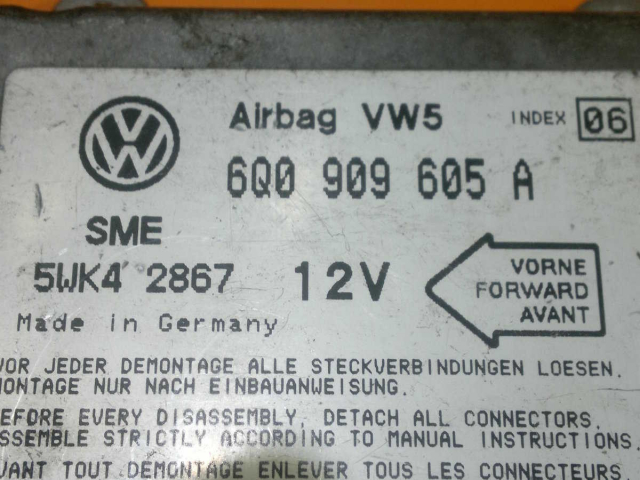 Airbag VW5 INDEX 06
6Q0 909 605 A
SME
5WK4 2867 12V
VORNE
FORWARD
AVANT
Made in Germany
VOR JEDER DEMONTAGE ALLE STECKVERBINDUNGEN LOESEN.
MONTAGE NUR NACH EINBAUANWEISUNG.
BEFORE EVERY DISASSEMBLY, DETACH ALL CONNECTORS.
ASSEMBLE STRICTLY ACCORDING TO MANUAL INSTRUCTIONS.
AVANT TOUT DEMONTAGE ENLEVER TOUS LES CONNECTEURS.